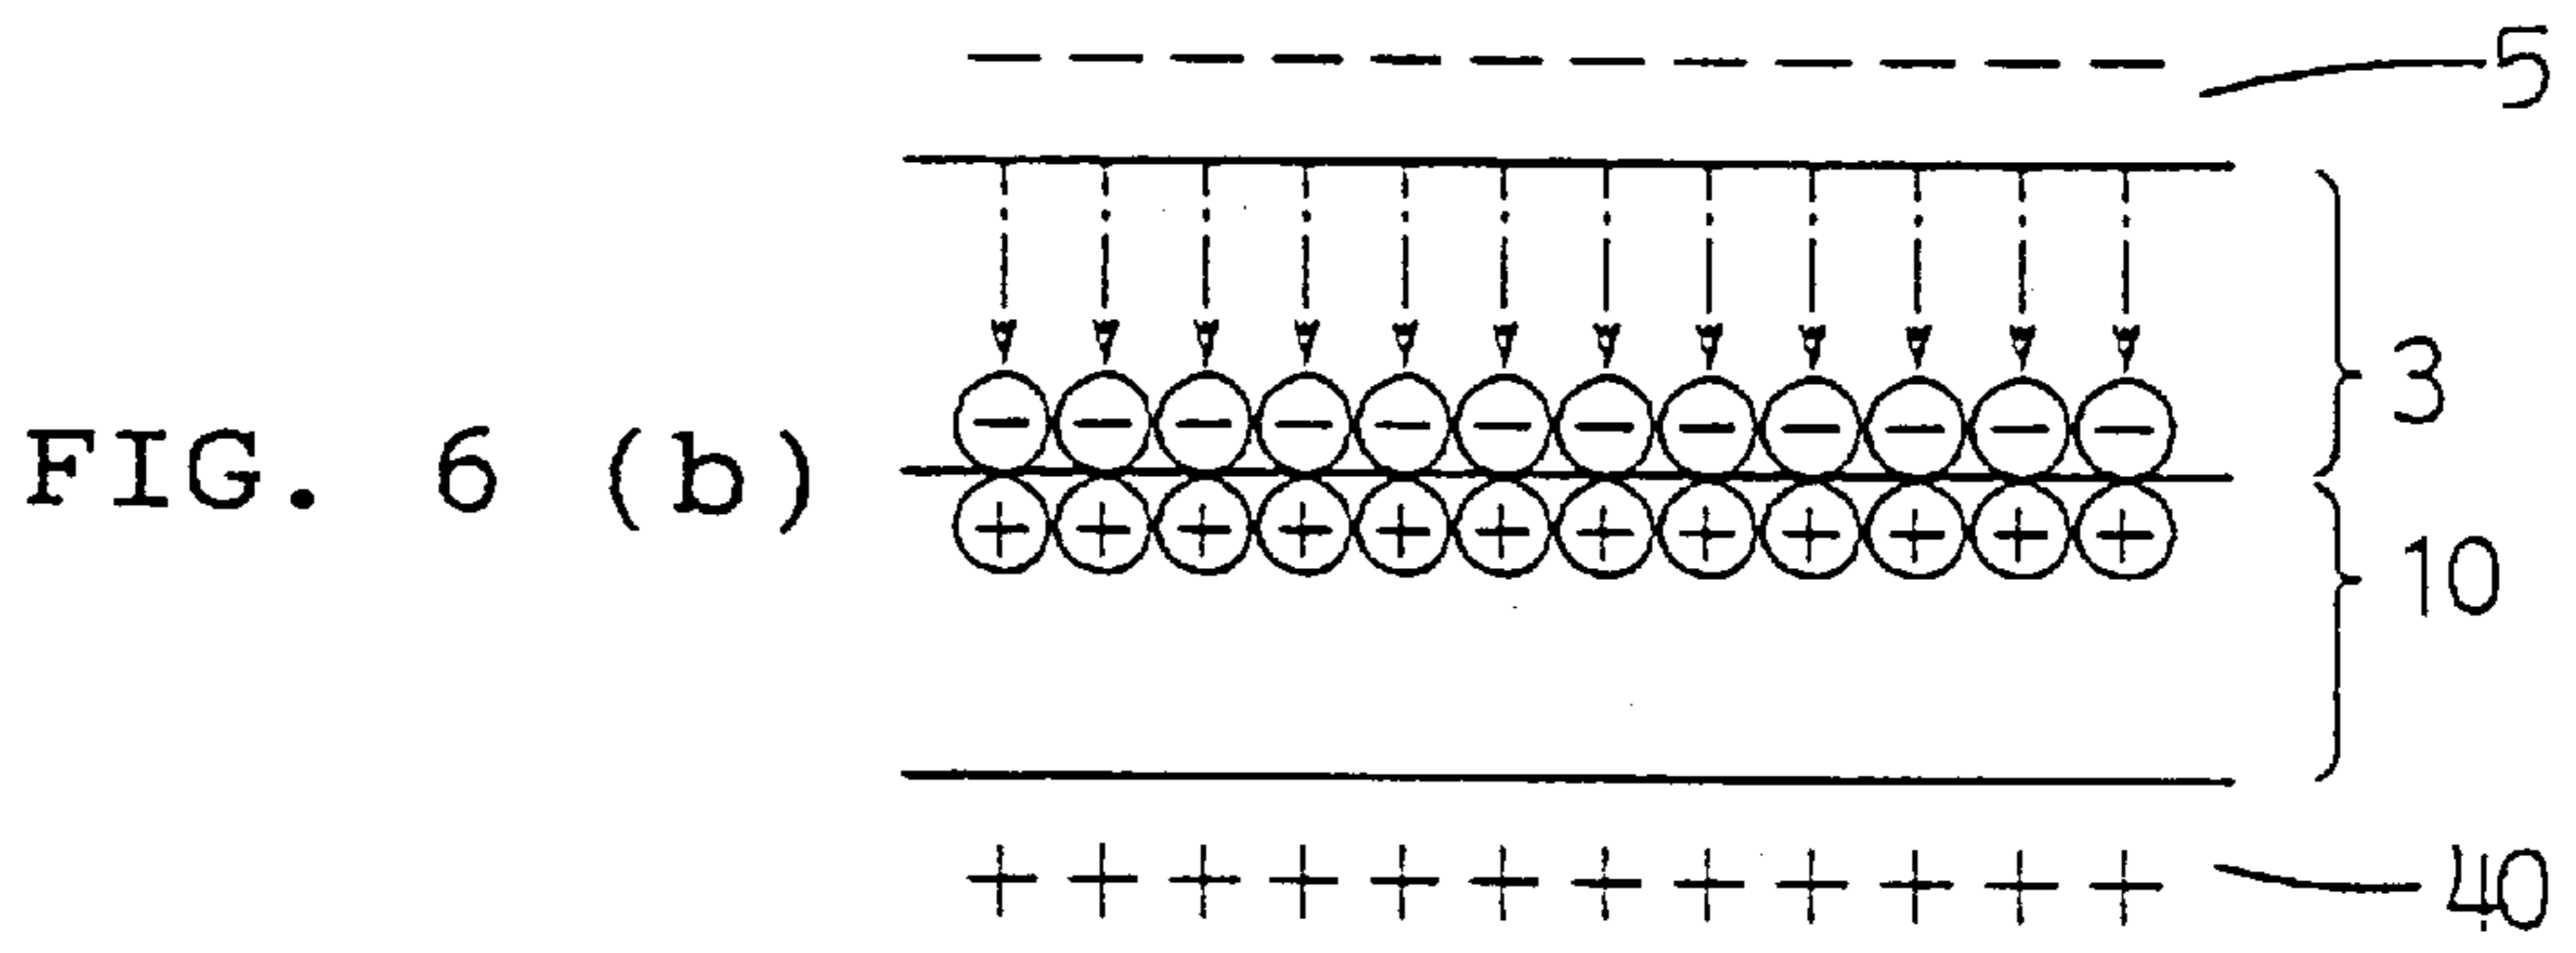 — — — — — — — — — — — —
5
3
FIG. 6 (b)
− − − − − − − − − − − −
+ + + + + + + + + + + +
10
+ + + + + + + + + + + +
40